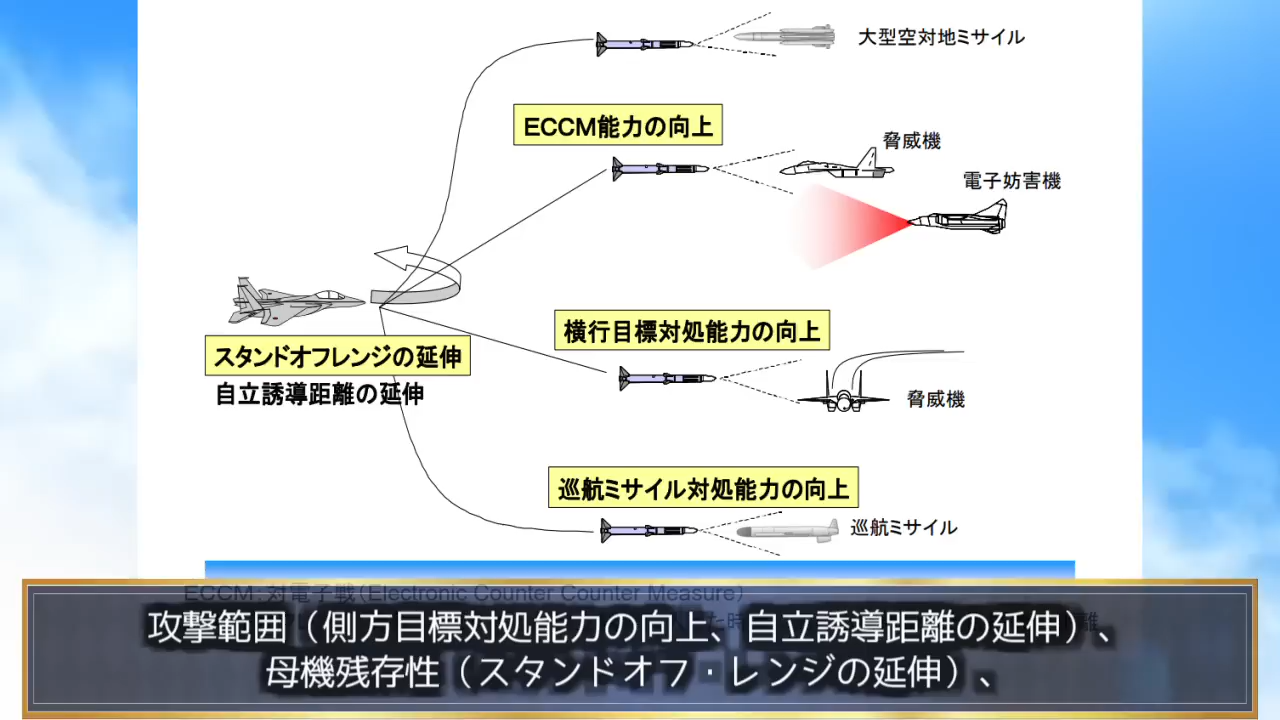 大型空対地ミサイル
ECCM能力の向上
脅威機
電子妨害機
横行目標対処能力の向上
スタンドオフレンジの延伸
自立誘導距離の延伸
脅威機
巡航ミサイル対処能力の向上
巡航ミサイル
ECCM:対電子戦(Electronic Counter Counter Measure)
攻撃範囲(側方目標対処能力の向上、自立誘導距離の延伸)、
母機残存性(スタンドオフ・レンジの延伸)、